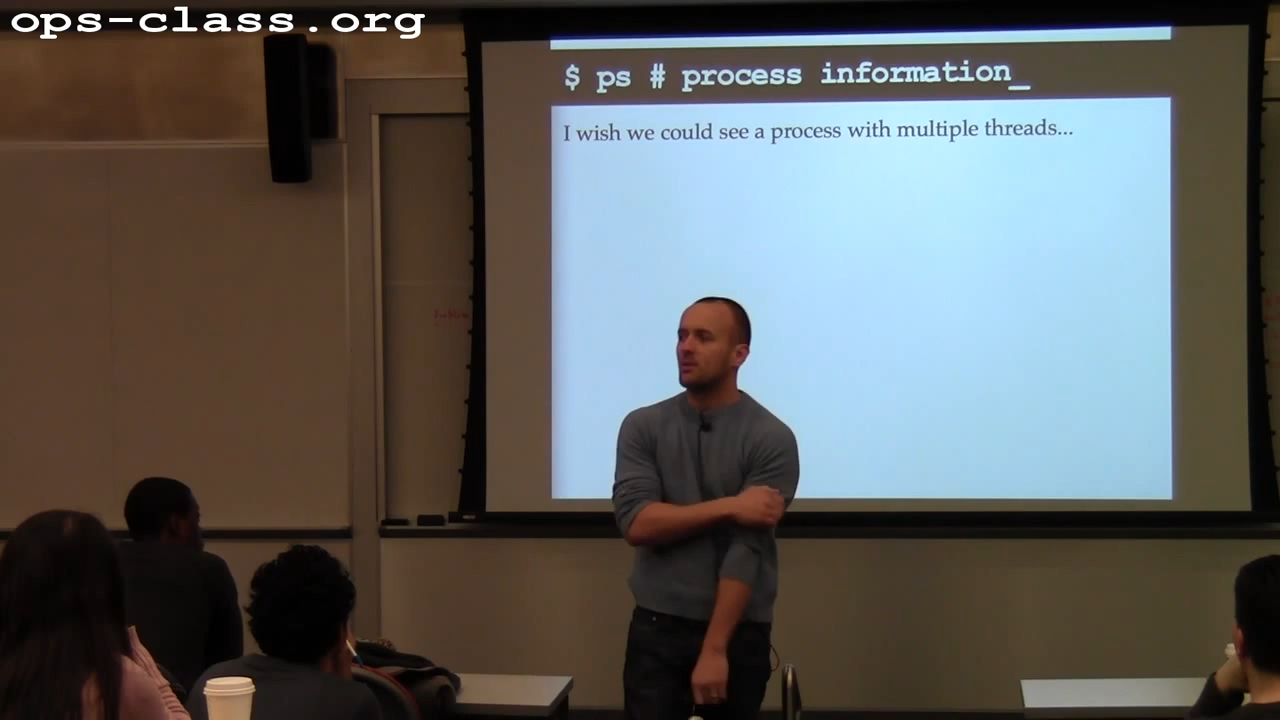 ops-class.org
$ ps # process information_
I wish we could see a process with multiple threads...